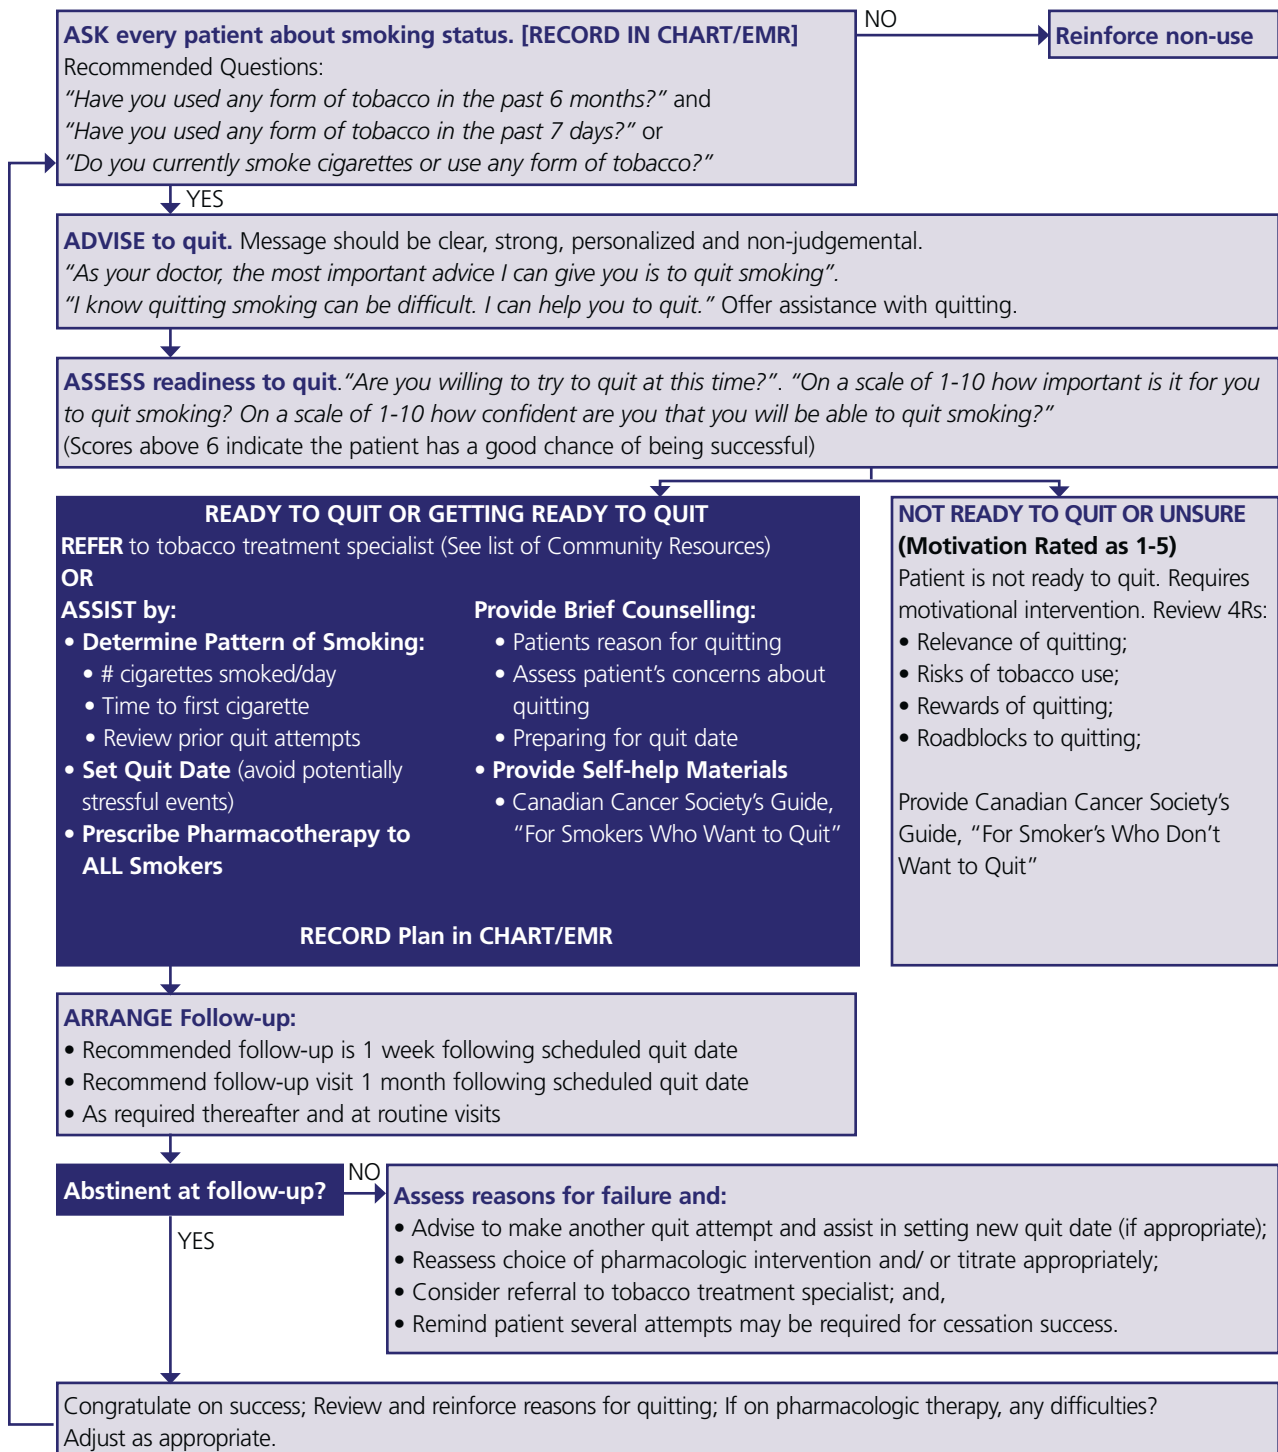 ASK every patient about smoking status. [RECORD IN CHART/EMR]
Recommended Questions:
“Have you used any form of tobacco in the past 6 months?” and
“Have you used any form of tobacco in the past 7 days?” or
“Do you currently smoke cigarettes or use any form of tobacco?”
NO
Reinforce non-use
YES
ADVISE to quit. Message should be clear, strong, personalized and non-judgemental.
“As your doctor, the most important advice I can give you is to quit smoking”.
“I know quitting smoking can be difficult. I can help you to quit.” Offer assistance with quitting.
ASSESS readiness to quit.“Are you willing to try to quit at this time?”. “On a scale of 1-10 how important is it for you
to quit smoking? On a scale of 1-10 how confident are you that you will be able to quit smoking?”
(Scores above 6 indicate the patient has a good chance of being successful)
READY TO QUIT OR GETTING READY TO QUIT
REFER to tobacco treatment specialist (See list of Community Resources)
OR
ASSIST by:
• Determine Pattern of Smoking:
• # cigarettes smoked/day
• Time to first cigarette
• Review prior quit attempts
• Set Quit Date (avoid potentially
stressful events)
• Prescribe Pharmacotherapy to
ALL Smokers
Provide Brief Counselling:
• Patients reason for quitting
• Assess patient’s concerns about
quitting
• Preparing for quit date
• Provide Self-help Materials
• Canadian Cancer Society’s Guide,
“For Smokers Who Want to Quit”
RECORD Plan in CHART/EMR
NOT READY TO QUIT OR UNSURE
(Motivation Rated as 1-5)
Patient is not ready to quit. Requires
motivational intervention. Review 4Rs:
• Relevance of quitting;
• Risks of tobacco use;
• Rewards of quitting;
• Roadblocks to quitting;
Provide Canadian Cancer Society’s
Guide, “For Smoker’s Who Don’t
Want to Quit”
ARRANGE Follow-up:
• Recommended follow-up is 1 week following scheduled quit date
• Recommend follow-up visit 1 month following scheduled quit date
• As required thereafter and at routine visits
Abstinent at follow-up?
NO
Assess reasons for failure and:
• Advise to make another quit attempt and assist in setting new quit date (if appropriate);
• Reassess choice of pharmacologic intervention and/ or titrate appropriately;
• Consider referral to tobacco treatment specialist; and,
• Remind patient several attempts may be required for cessation success.
YES
Congratulate on success; Review and reinforce reasons for quitting; If on pharmacologic therapy, any difficulties?
Adjust as appropriate.